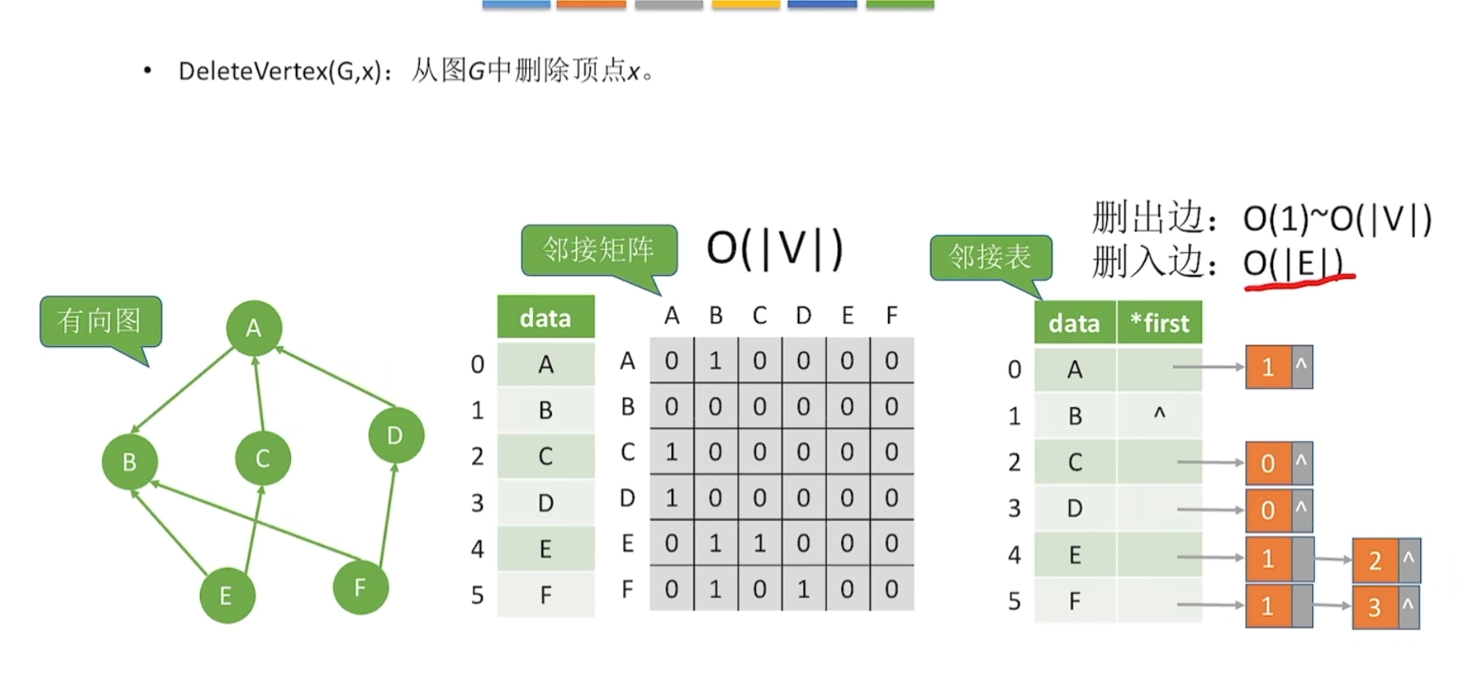 • DeleteVertex(G,x)：从图G中删除顶点x。
删出边：O(1)~O(|V|)
删入边：O(|E|)
邻接矩阵
O(|V|)
邻接表
有向图
A
B
C
D
E
F
data
0 A
1 B
2 C
3 D
4 E
5 F
A B C D E F
A 0 1 0 0 0 0
B 0 0 0 0 0 0
C 1 0 0 0 0 0
D 1 0 0 0 0 0
E 0 1 1 0 0 0
F 0 1 0 1 0 0
data *first
0 A 1 ^
1 B ^
2 C 0 ^
3 D 0 ^
4 E 1 2 ^
5 F 1 3 ^